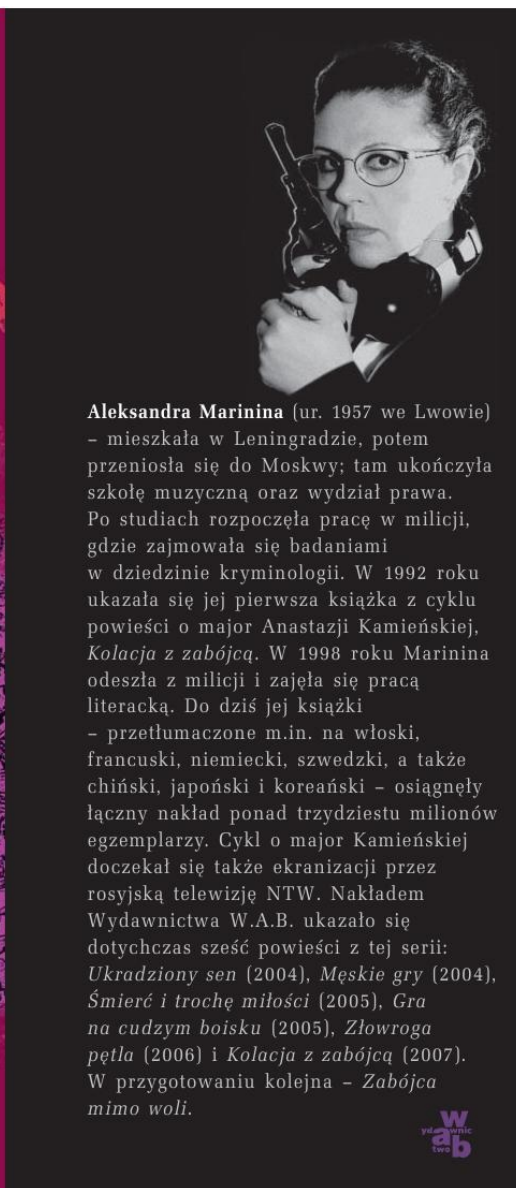 Aleksandra Marinina (ur. 1957 we Lwowie)
– mieszkała w Leningradzie, potem
przeniosła się do Moskwy; tam ukończyła
szkołę muzyczną oraz wydział prawa.
Po studiach rozpoczęła pracę w milicji,
gdzie zajmowała się badaniami
w dziedzinie kryminologii. W 1992 roku
ukazała się jej pierwsza książka z cyklu
powieści o major Anastazji Kamieńskiej,
Kolacja z zabójcą. W 1998 roku Marinina
odeszła z milicji i zajęła się pracą
literacką. Do dziś jej książki
– przetłumaczone m.in. na włoski,
francuski, niemiecki, szwedzki, a także
chiński, japoński i koreański – osiągnęły
łączny nakład ponad trzydziestu milionów
egzemplarzy. Cykl o major Kamieńskiej
doczekał się także ekranizacji przez
rosyjską telewizję NTW. Nakładem
Wydawnictwa W.A.B. ukazało się
dotychczas sześć powieści z tej serii:
Ukradziony sen (2004), Męskie gry (2004),
Śmierć i trochę miłości (2005), Gra
na cudzym boisku (2005), Złowroga
pętla (2006) i Kolacja z zabójcą (2007).
W przygotowaniu kolejna – Zabójca
mimo woli.
w
ydawnic
a
two b